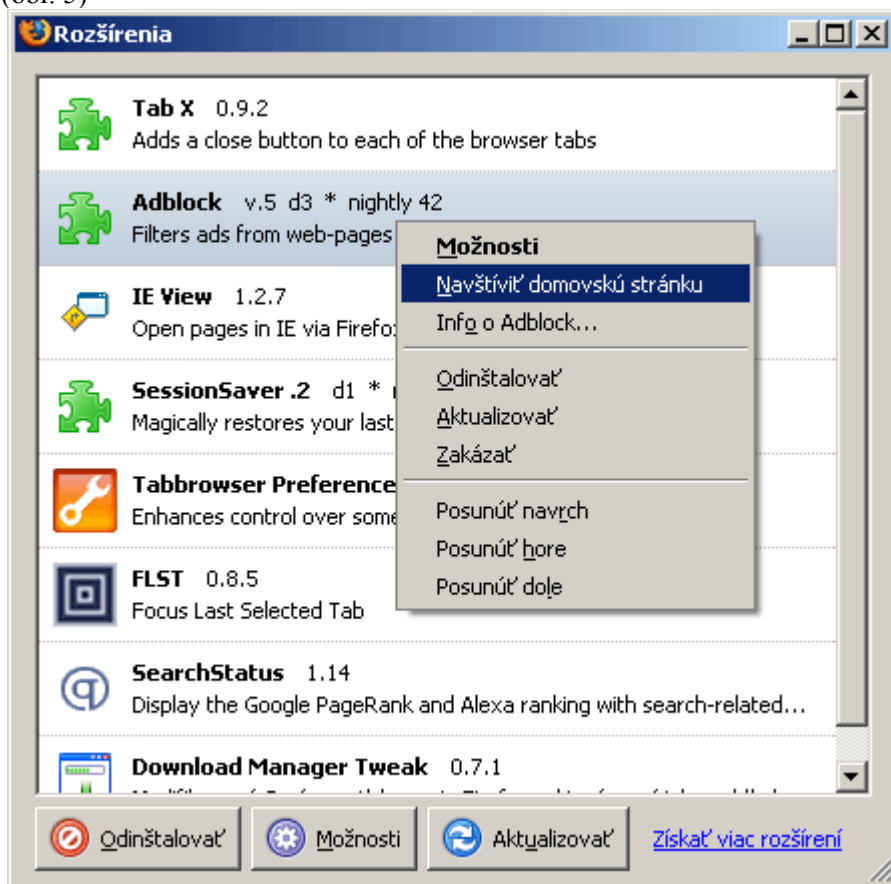 Rozšírenia
Tab X 0.9.2
Adds a close button to each of the browser tabs
Adblock v.5 d3 * nightly 42
Filters ads from web-pages
Možnosti
Navštíviť domovskú stránku
Info o Adblock...
IE View 1.2.7
Open pages in IE via Firefo
Odinštalovať
SessionSaver .2 d1 *
Aktualizovať
Magically restores your last
Zakázať
Tabbrowser Preference
Enhances control over some
Posunúť navrch
Posunúť hore
Posunúť dole
FLST 0.8.5
Focus Last Selected Tab
SearchStatus 1.14
Display the Google PageRank and Alexa ranking with search-related...
Download Manager Tweak 0.7.1
Odinštalovať Možnosti Aktualizovať Získať viac rozšírení